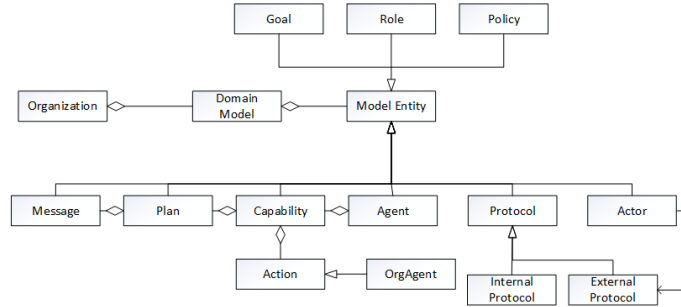 Goal
Role
Policy
Organization
Domain
Model
Model Entity
Message
Plan
Capability
Agent
Protocol
Actor
Action
OrgAgent
Internal
Protocol
External
Protocol